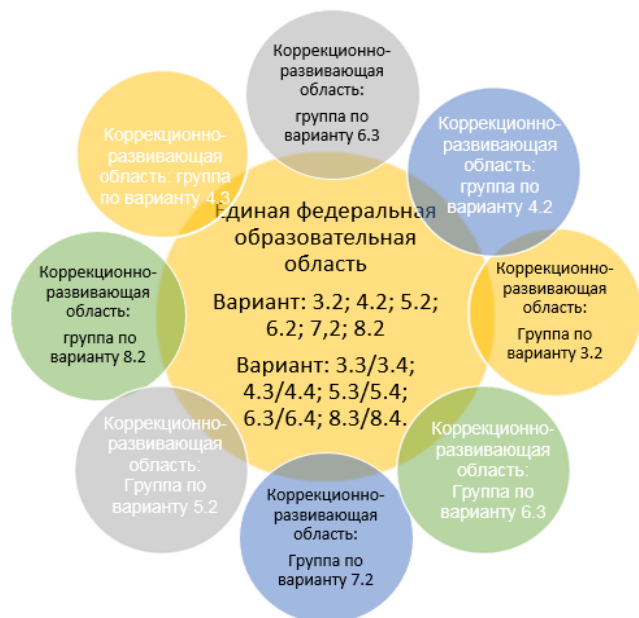 Коррекционно-
развивающая
область:
группа по
варианту 6.3
Коррекционно-
развивающая
область:
группа по
варианту 4.2
Коррекционно-
развивающая
область:
Группа по
варианту 3.2
Коррекционно-
развивающая
область:
Группа по
варианту 6.3
Коррекционно-
развивающая
область:
Группа по
варианту 7.2
Коррекционно-
развивающая
область:
Группа по
варианту 5.2
Коррекционно-
развивающая
область:
группа по
варианту 8.2
Коррекционно-
развивающая
область: группа
по варианту 4.3
Единая федеральная
образовательная
область
Вариант: 3.2; 4.2; 5.2;
6.2; 7,2; 8.2
Вариант: 3.3/3.4;
4.3/4.4; 5.3/5.4;
6.3/6.4; 8.3/8.4.